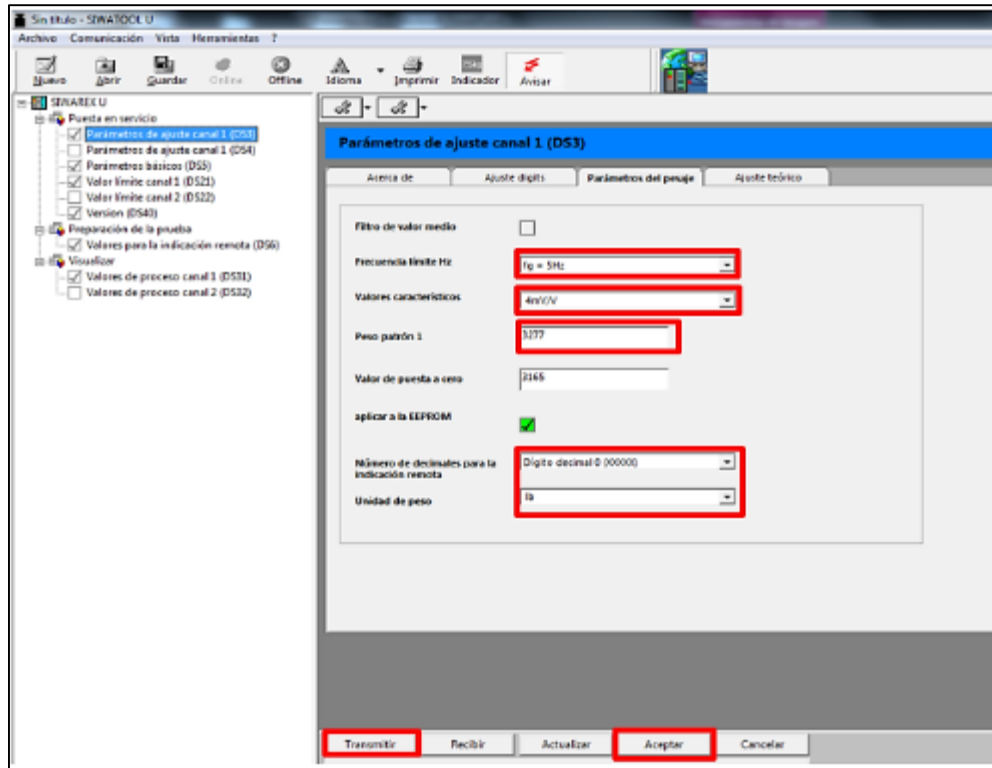 Sin título - SIWATOOL U
Archivo Comunicación Vista Herramientas ?
Nuevo Abrir Guardar Online Offline Idioma Imprimir Indicador Avisar
SIWAREX U
Puesta en servicio
Parámetros de ajuste canal 1 (DS3)
Parámetros de ajuste canal 1 (DS4)
Parámetros básicos (DS5)
Valor límite canal 1 (DS21)
Valor límite canal 2 (DS22)
Version (DS40)
Preparación de la prueba
Valores para la indicación remota (DS6)
Visualizar
Valores de proceso canal 1 (DS31)
Valores de proceso canal 2 (DS32)
Parámetros de ajuste canal 1 (DS3)
Acerca de Ajuste digits Parámetros del pesaje Ajuste teórico
Filtro de valor medio
Frecuencia límite Hz fg = 5Hz
Valores característicos 4mV/V
Peso patrón 1 3277
Valor de puesta a cero 3165
aplicar a la EEPROM
Número de decimales para la Dígito decimal 0 (XXXXX)
indicación remota
Unidad de peso
Transmitir Recibir Actualizar Aceptar Cancelar